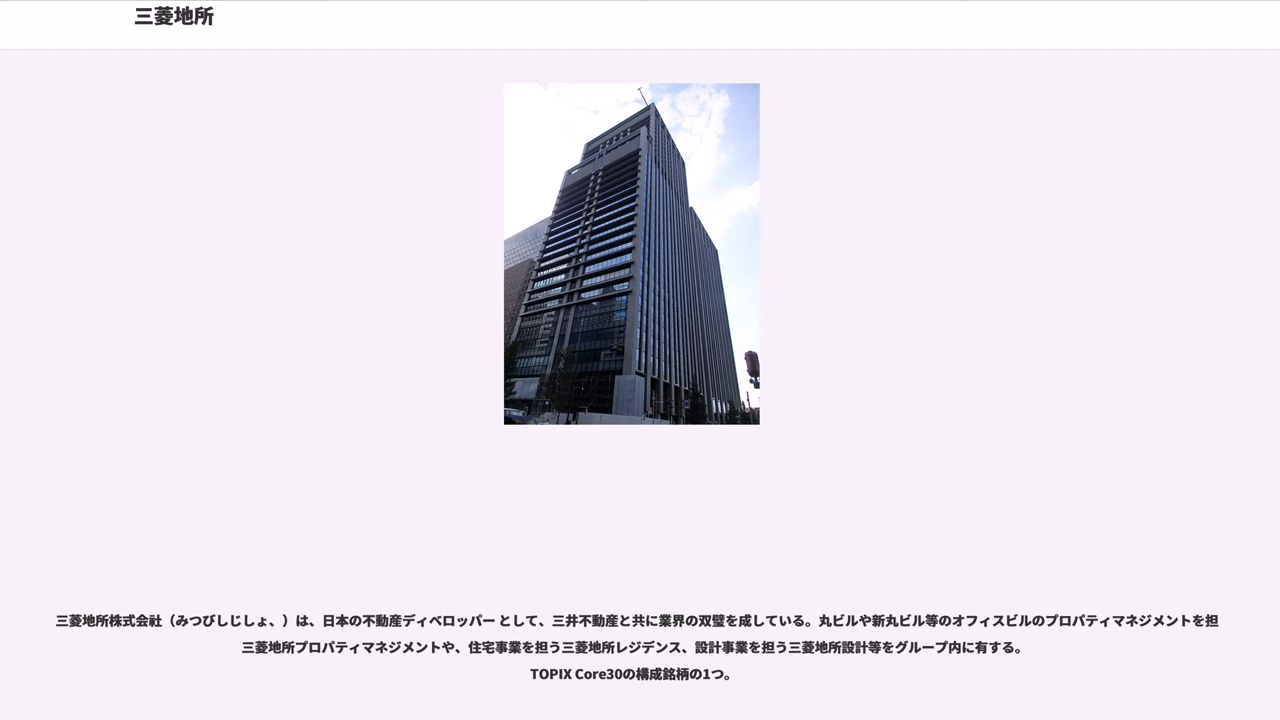 三菱地所
三菱地所株式会社（みつびしじしょ、）は、日本の不動産ディベロッパー として、三井不動産と共に業界の双璧を成している。丸ビルや新丸ビル等のオフィスビルのプロパティマネジメントを担
三菱地所プロパティマネジメントや、住宅事業を担う三菱地所レジデンス、設計事業を担う三菱地所設計等をグループ内に有する。
TOPIX Core30の構成銘柄の1つ。